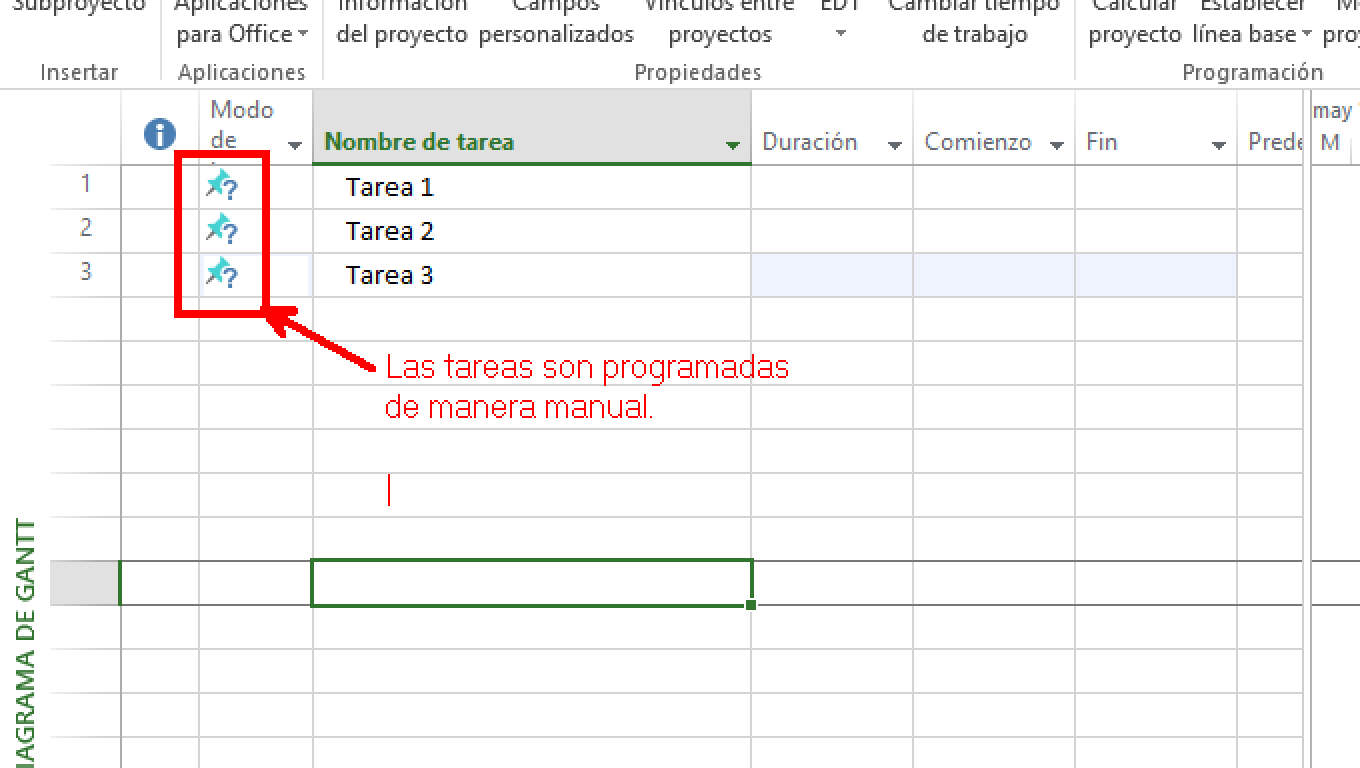 Subproyecto Aplicaciones Información Campos Vínculos entre EDT Cambiar tiempo Calcular Establecer
para Office del proyecto personalizados proyectos de trabajo proyecto línea base
Insertar Aplicaciones Propiedades Programación
Modo
de
Nombre de tarea Duración Comienzo Fin
may
M
1 Tarea 1
2 Tarea 2
3 Tarea 3
Las tareas son programadas
de manera manual.
IAGRAMA DE GANTT